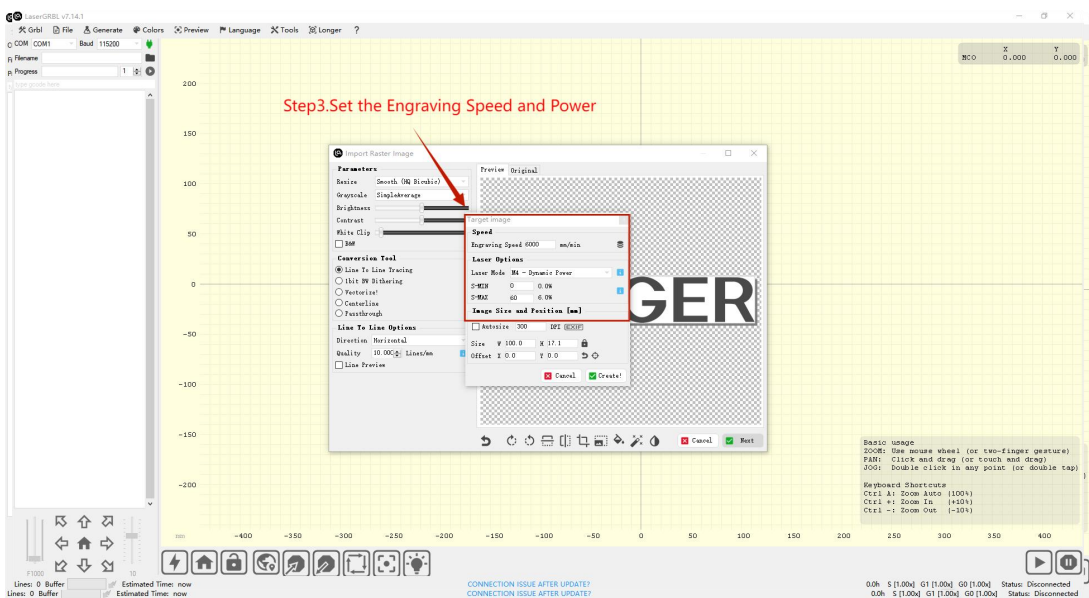 LaserGRBL v7.14.1
Grbl File Generate Colors Preview Language Tools Longer ?
COM COM1 Baud 115200
Filename
Progress 1
type gcode here
X Y
MCO 0.000 0.000
Step3.Set the Engraving Speed and Power
200
150
100
50
0
-50
-100
-150
-200
Import Raster Image
Parameters
Resize Smooth (HQ Bicubic)
Grayscale SimpleAverage
Brightness
Contrast
White Clip
B&W
Conversion Tool
Line To Line Tracing
1bit BW Dithering
Vectorize!
Centerline
Passthrough
Line To Line Options
Direction Horizontal
Quality 10.000 Lines/mm
Line Preview
Preview Original
Target image
Speed
Engraving Speed 6000 mm/min
Laser Options
Laser Mode M4 - Dynamic Power
S-MIN 0 0.0%
S-MAX 60 6.0%
Image Size and Position [mm]
Autosize 300 DPI EXIF
Size W 100.0 H 17.1
Offset X 0.0 Y 0.0
Cancel Create!
GER
Cancel Next
Basic usage
ZOOM: Use mouse wheel (or two-finger gesture)
PAN: Click and drag (or touch and drag)
JOG: Double click in any point (or double tap)
Keyboard Shortcuts
Ctrl A: Zoom Auto (100%)
Ctrl +: Zoom In (+10%)
Ctrl -: Zoom Out (-10%)
mm -400 -350 -300 -250 -200 -150 -100 -50 0 50 100 150 200 250 300 350 400
F1000 10
Lines: 0 Buffer Estimated Time: now CONNECTION ISSUE AFTER UPDATE? 0.0h S [1.00x] G1 [1.00x] G0 [1.00x] Status: Disconnected
Lines: 0 Buffer Estimated Time: now CONNECTION ISSUE AFTER UPDATE? 0.0h S [1.00x] G1 [1.00x] G0 [1.00x] Status: Disconnected